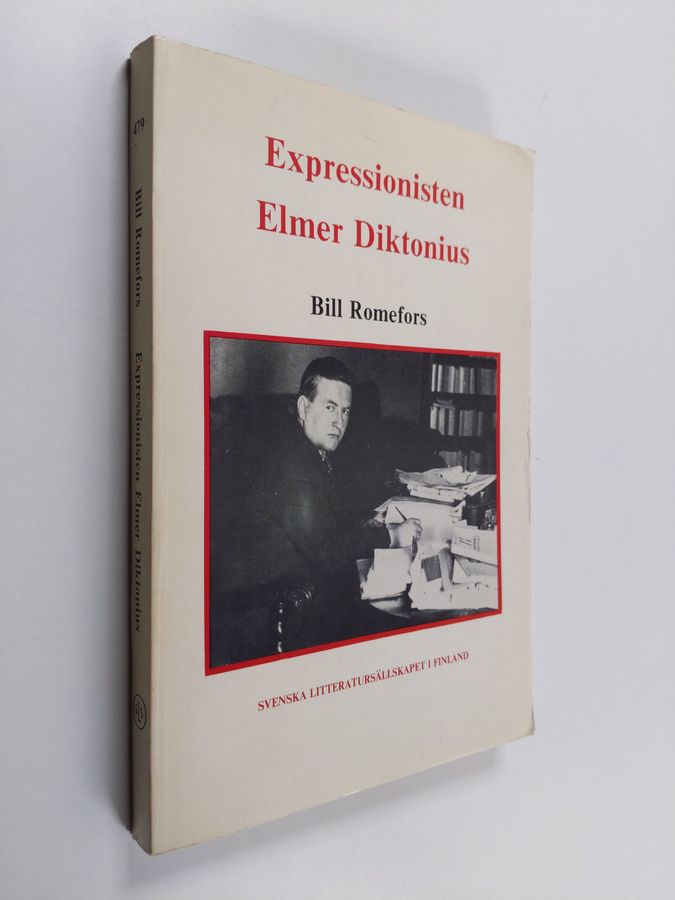 Expressionisten
Elmer Diktonius
Bill Romefors
SVENSKA LITTERATURSÄLLSKAPET I FINLAND
479 Bill Romefors Expressionisten Elmer Diktonius